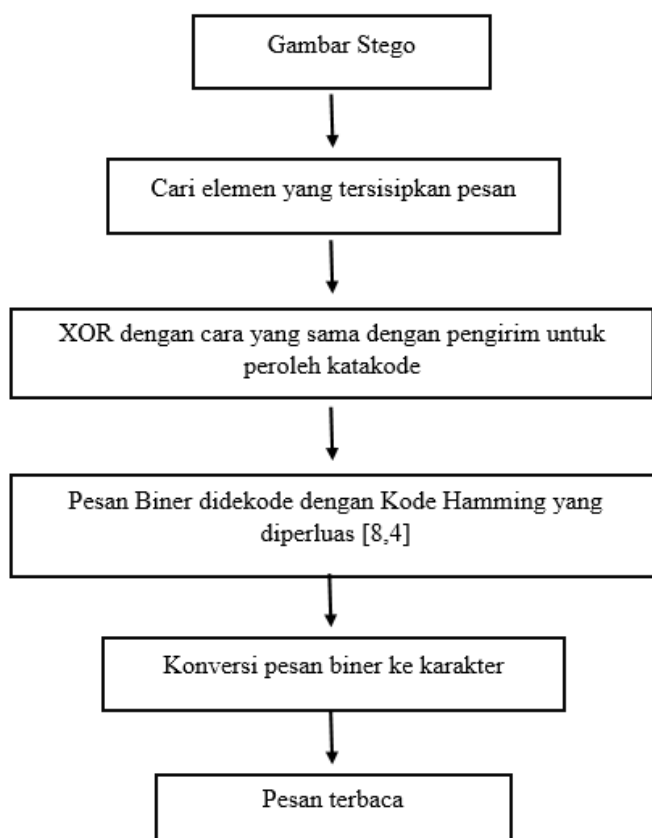 Gambar Stego
Cari elemen yang tersisipkan pesan
XOR dengan cara yang sama dengan pengirim untuk
peroleh katakode
Pesan Biner didekode dengan Kode Hamming yang
diperluas [8,4]
Konversi pesan biner ke karakter
Pesan terbaca